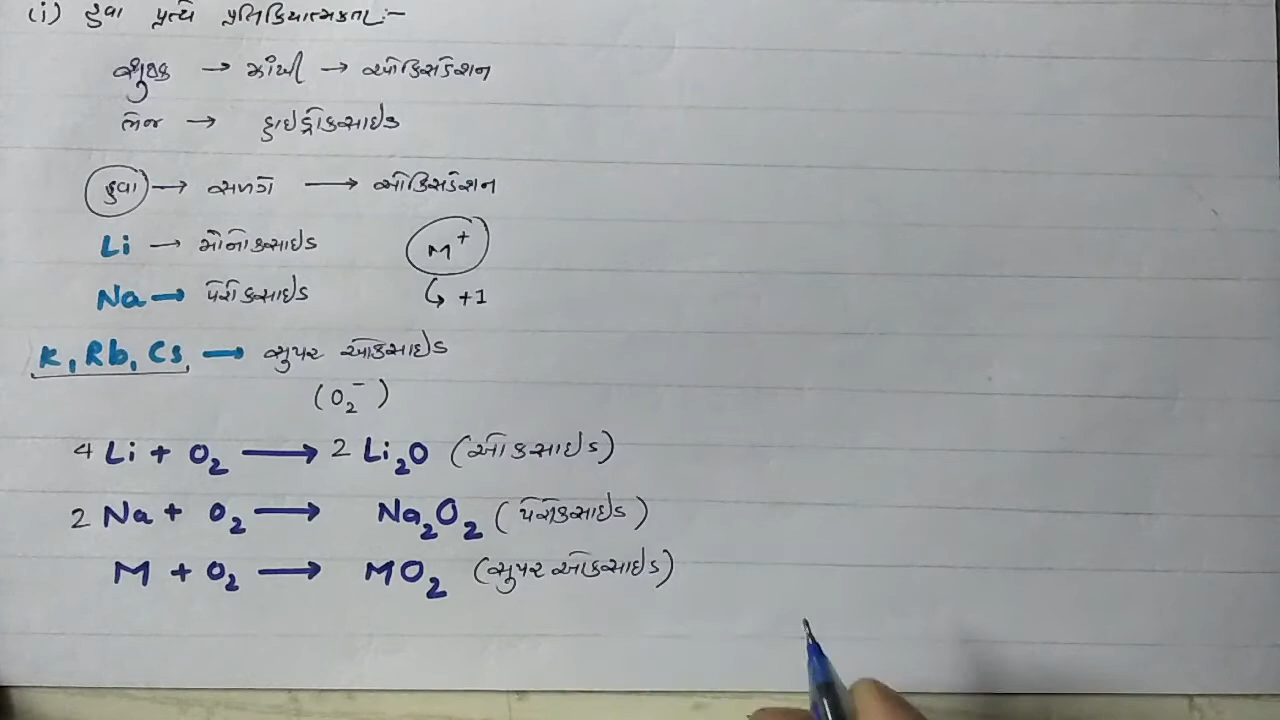 (i) હવા પ્રત્યે પ્રતિક્રિયાત્મકતા :-
શુષ્ક → ઝાંખી → ઓક્સિડેશન
ભેજ → હાઇડ્રોક્સાઇડ
હવા → સળગે → ઓક્સિડેશન
Li → મોનોક્સાઇડ M⁺
Na → પેરોક્સાઇડ ↳ +1
K, Rb, Cs → સુપર ઓક્સાઇડ
(O₂⁻)
4 Li + O₂ → 2 Li₂O (ઓક્સાઇડ)
2 Na + O₂ → Na₂O₂ (પેરોક્સાઇડ)
M + O₂ → MO₂ (સુપર ઓક્સાઇડ)